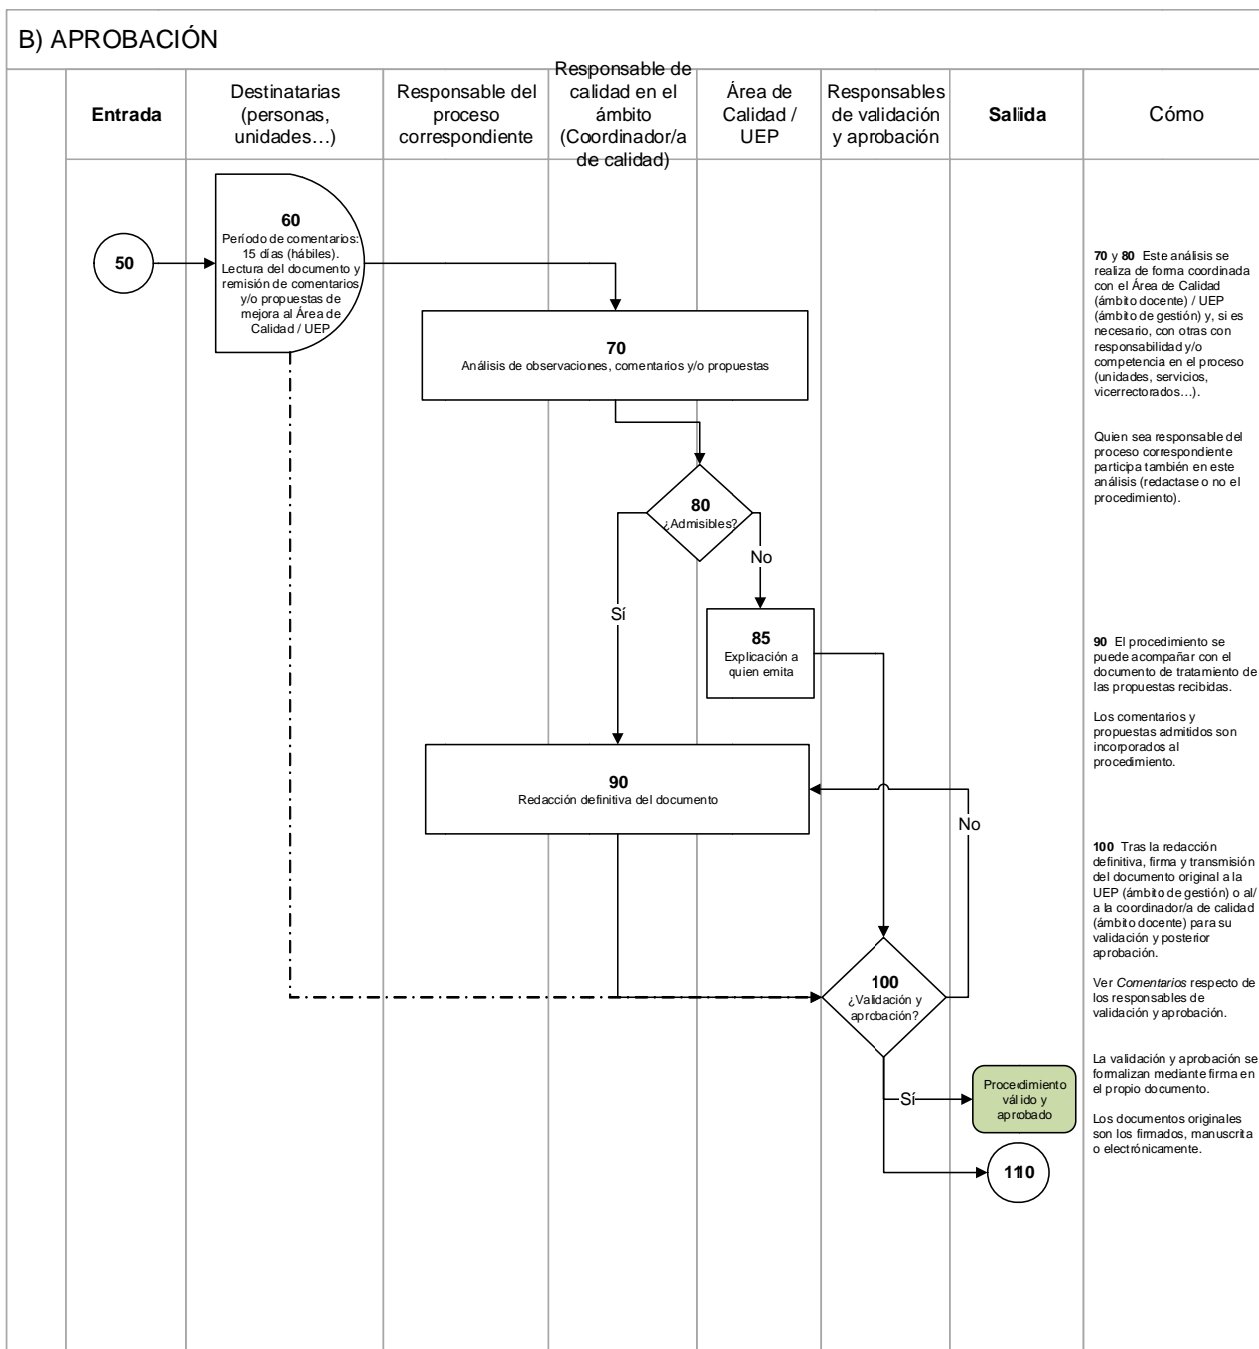 B) APROBACIÓN
Entrada
Destinatarias
(personas,
unidades…)
Responsable del
proceso
correspondiente
Responsable de
calidad en el
ámbito
(Coordinador/a
de calidad)
Área de
Calidad /
UEP
Responsables
de validación
y aprobación
Salida
Cómo
50
60
Período de comentarios:
15 días (hábiles).
Lectura del documento y
remisión de comentarios
y/o propuestas de
mejora al Área de
Calidad / UEP
70
Análisis de observaciones, comentarios y/o propuestas
80
¿Admisibles?
No
Sí
85
Explicación a
quien emita
90
Redacción definitiva del documento
No
100
¿Validación y
aprobación?
Sí
Procedimiento
válido y
aprobado
110
70 y 80 Este análisis se
realiza de forma coordinada
con el Área de Calidad
(ámbito docente) / UEP
(ámbito de gestión) y, si es
necesario, con otras con
responsabilidad y/o
competencia en el proceso
(unidades, servicios,
vicerrectorados…).
Quien sea responsable del
proceso correspondiente
participa también en este
análisis (redactase o no el
procedimiento).
90 El procedimiento se
puede acompañar con el
documento de tratamiento de
las propuestas recibidas.
Los comentarios y
propuestas admitidos son
incorporados al
procedimiento.
100 Tras la redacción
definitiva, firma y transmisión
del documento original a la
UEP (ámbito de gestión) o al/
a la coordinador/a de calidad
(ámbito docente) para su
validación y posterior
aprobación.
Ver Comentarios respecto de
los responsables de
validación y aprobación.
La validación y aprobación se
formalizan mediante firma en
el propio documento.
Los documentos originales
son los firmados, manuscrita
o electrónicamente.